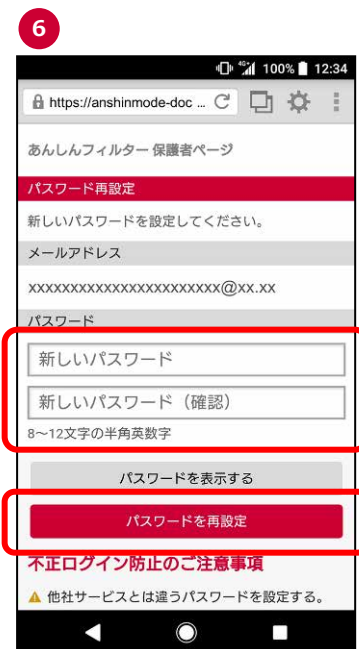 6
100% 12:34
https://anshinmode-doc ...
あんしんフィルター 保護者ページ
パスワード再設定
新しいパスワードを設定してください。
メールアドレス
xxxxxxxxxxxxxxxxxxxxxxx@xx.xx
パスワード
新しいパスワード
新しいパスワード（確認）
8～12文字の半角英数字
パスワードを表示する
パスワードを再設定
不正ログイン防止のご注意事項
他社サービスとは違うパスワードを設定する。